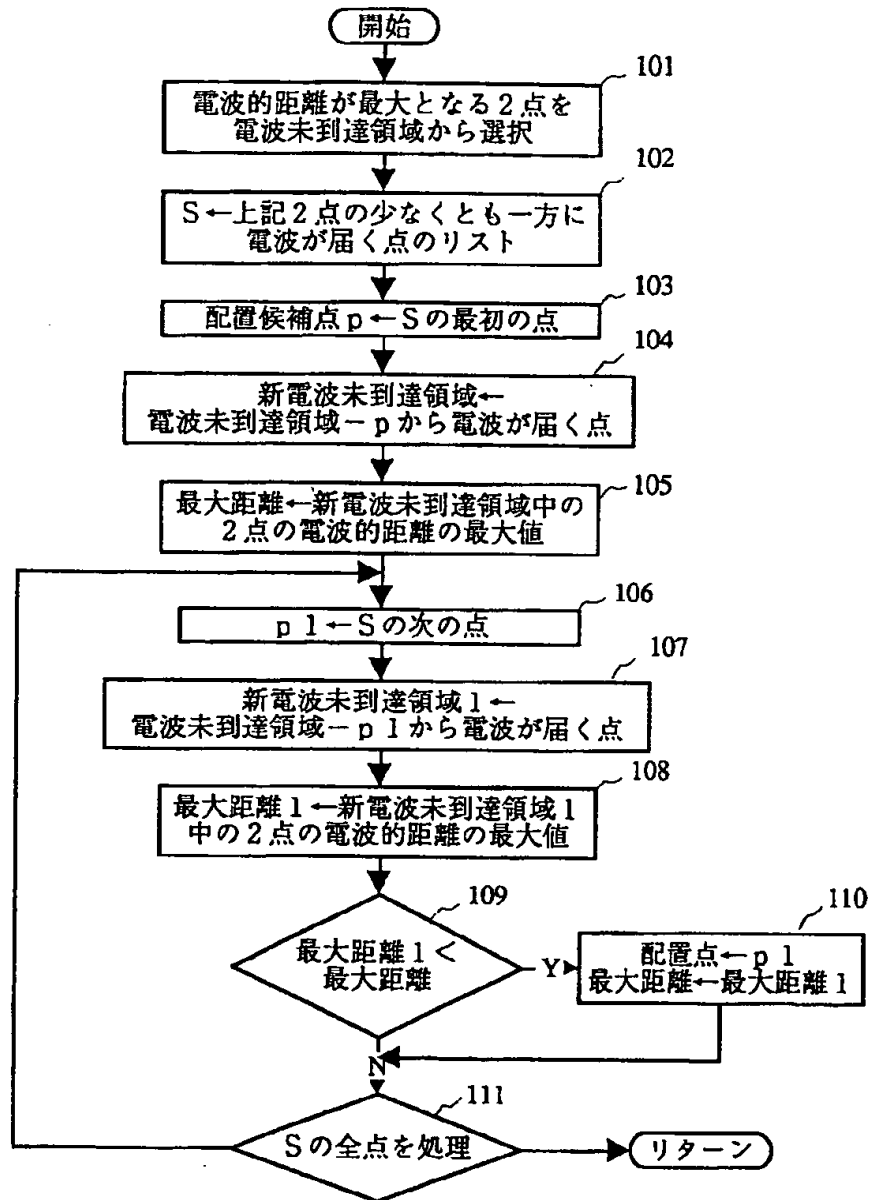 開始
101
電波的距離が最大となる2点を
電波未到達領域から選択
102
S←上記2点の少なくとも一方に
電波が届く点のリスト
103
配置候補点p←Sの最初の点
104
新電波未到達領域←
電波未到達領域－pから電波が届く点
105
最大距離←新電波未到達領域中の
2点の電波的距離の最大値
106
p1←Sの次の点
107
新電波未到達領域1←
電波未到達領域－p1から電波が届く点
108
最大距離1←新電波未到達領域1
中の2点の電波的距離の最大値
109
最大距離1＜
最大距離
Y
110
配置点←p1
最大距離←最大距離1
N
111
Sの全点を処理
リターン